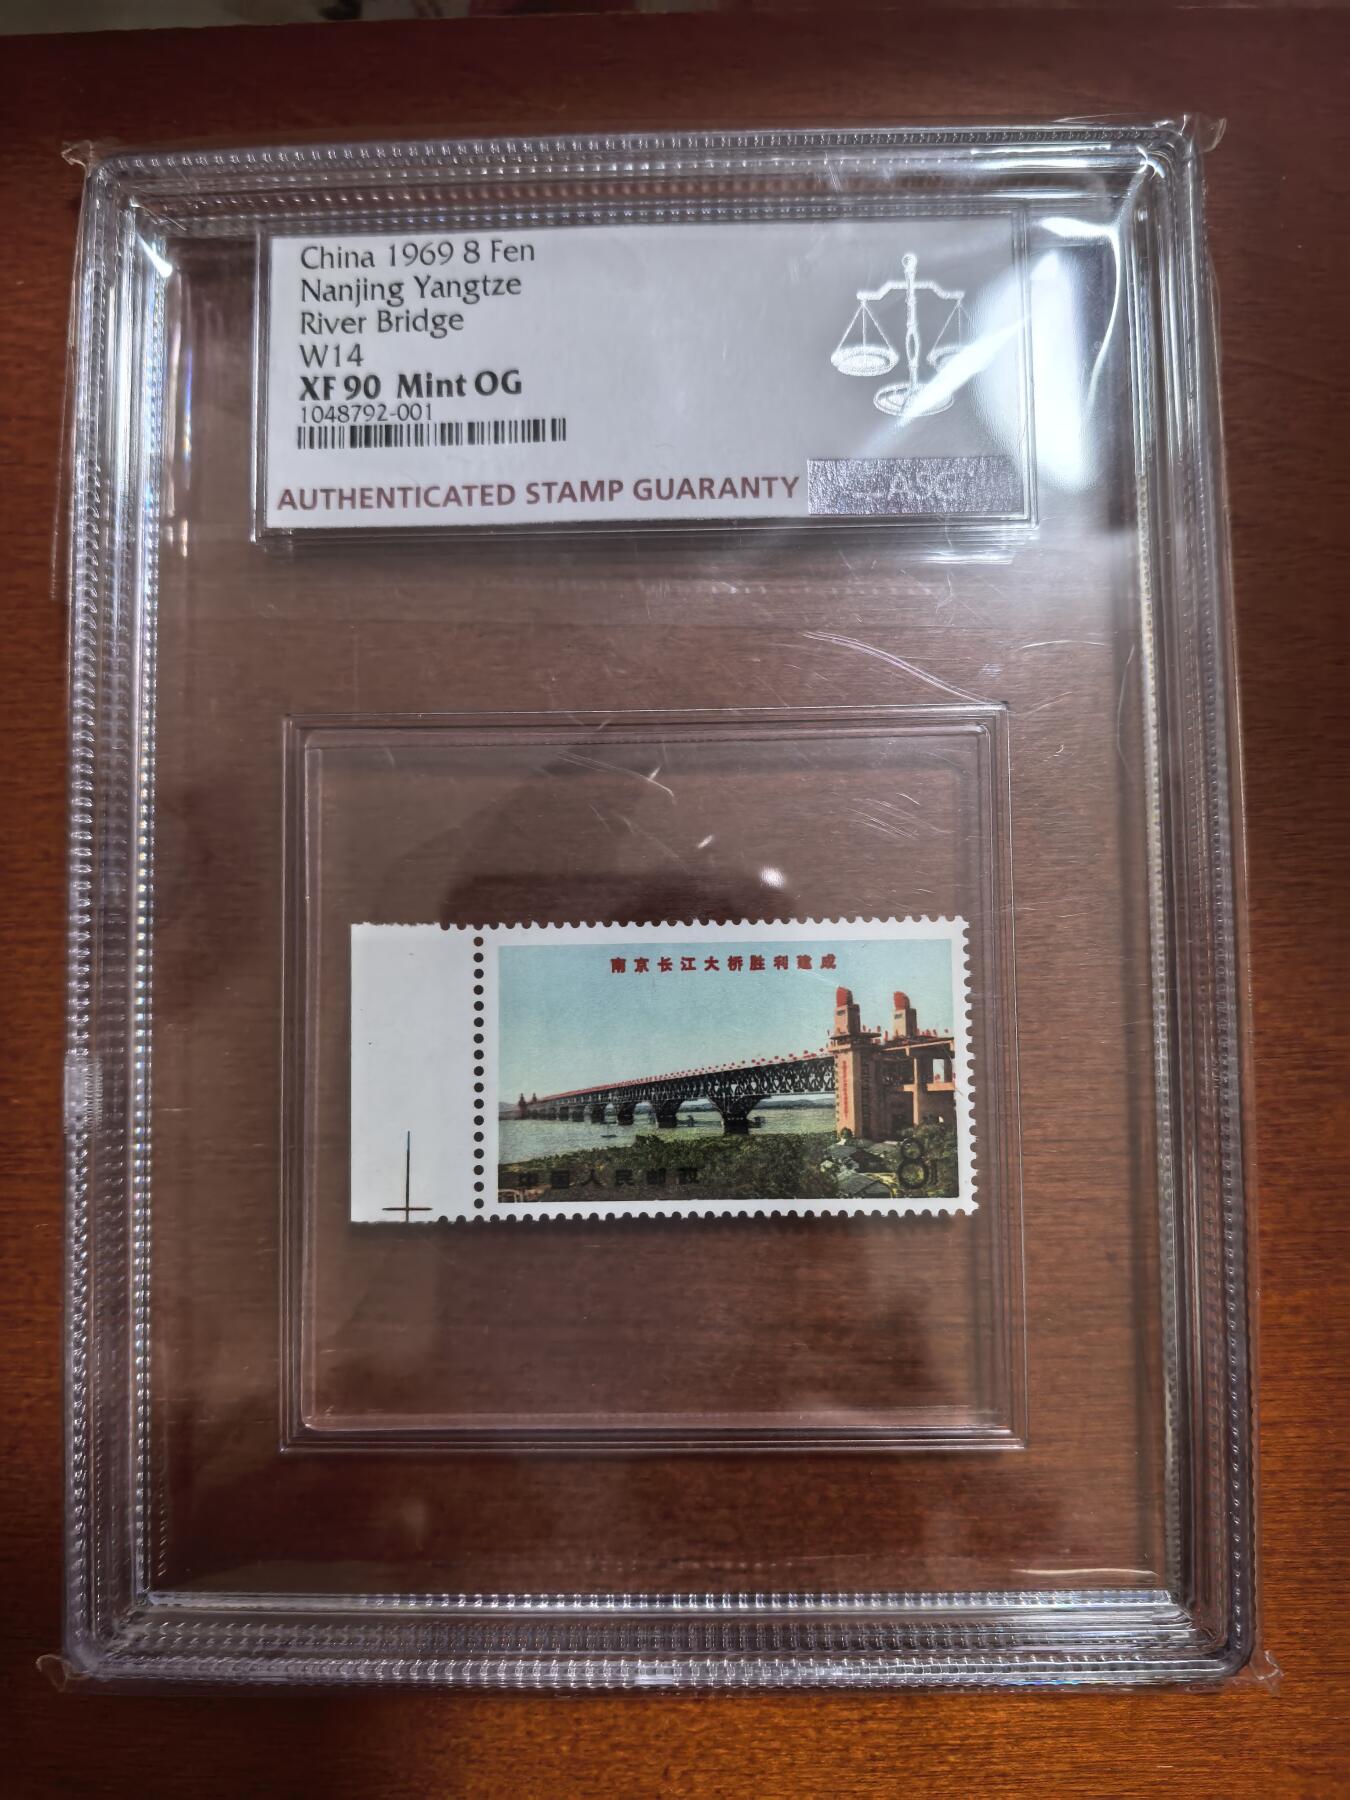 China 1969 8 Fen
Nanjing Yangtze
River Bridge
W14
XF 90 Mint OG
1048792-001
AUTHENTICATED STAMP GUARANTY
ASG
南京长江大桥胜利建成
中国人民邮政
8